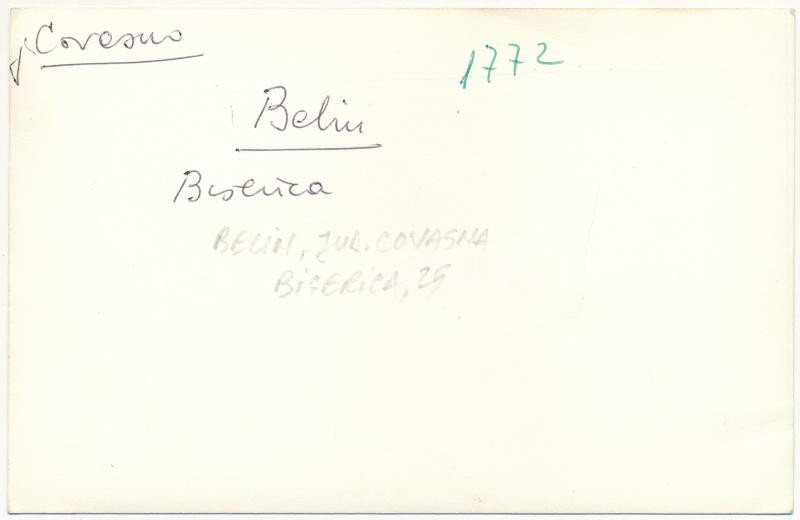 j. Covasna
1772
Belin
Biserica
BELIN, JUD. COVASNA
BISERICA, 25